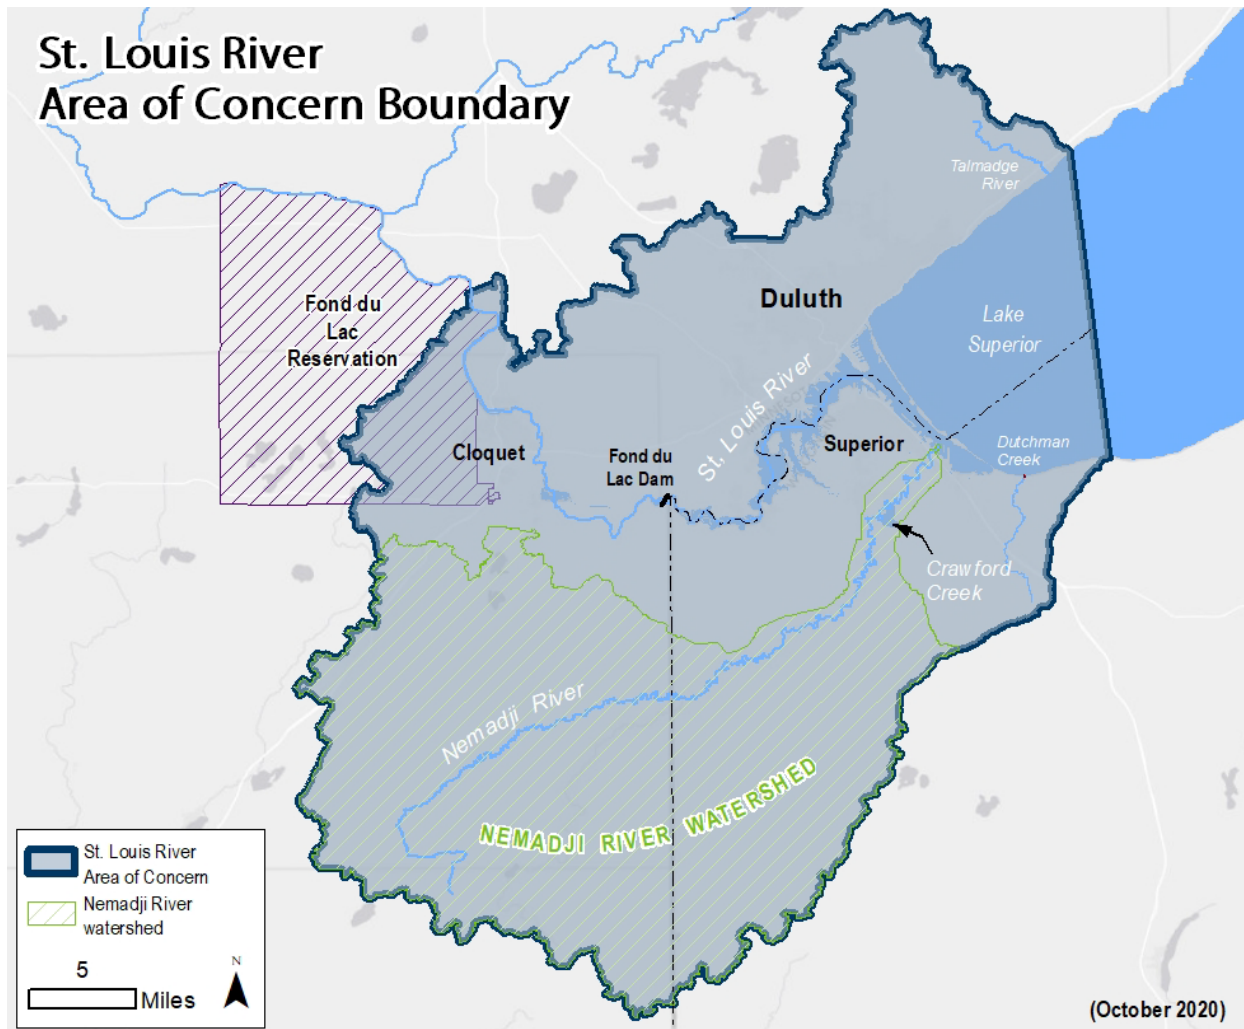 St. Louis River
Area of Concern Boundary
Talmadge
River
Fond du
Lac
Reservation
Duluth
Lake
Superior
St. Louis River
Cloquet
Fond du
Lac Dam
Superior
Dutchman
Creek
Crawford
Creek
Nemadji River
NEMADJI RIVER WATERSHED
St. Louis River
Area of Concern
Nemadji River
watershed
5
Miles
N
(October 2020)